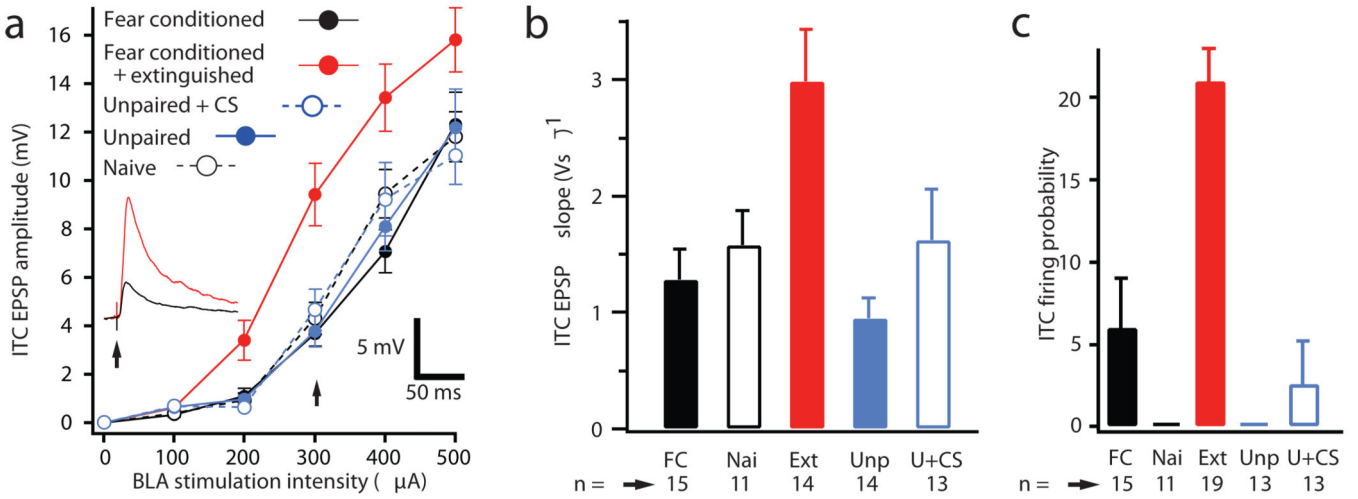 a
Fear conditioned
Fear conditioned
+ extinguished
Unpaired + CS
Unpaired
Naive
ITC EPSP amplitude (mV)
16
14
12
10
8
6
4
2
0
5 mV
50 ms
0 100 200 300 400 500
BLA stimulation intensity ( μA)
b
ITC EPSP slope (Vs )1
3
2
1
0
FC Nai Ext Unp U+CS
n = 15 11 14 14 13
c
ITC firing probability
20
15
10
5
0
FC Nai Ext Unp U+CS
n = 15 11 19 13 13